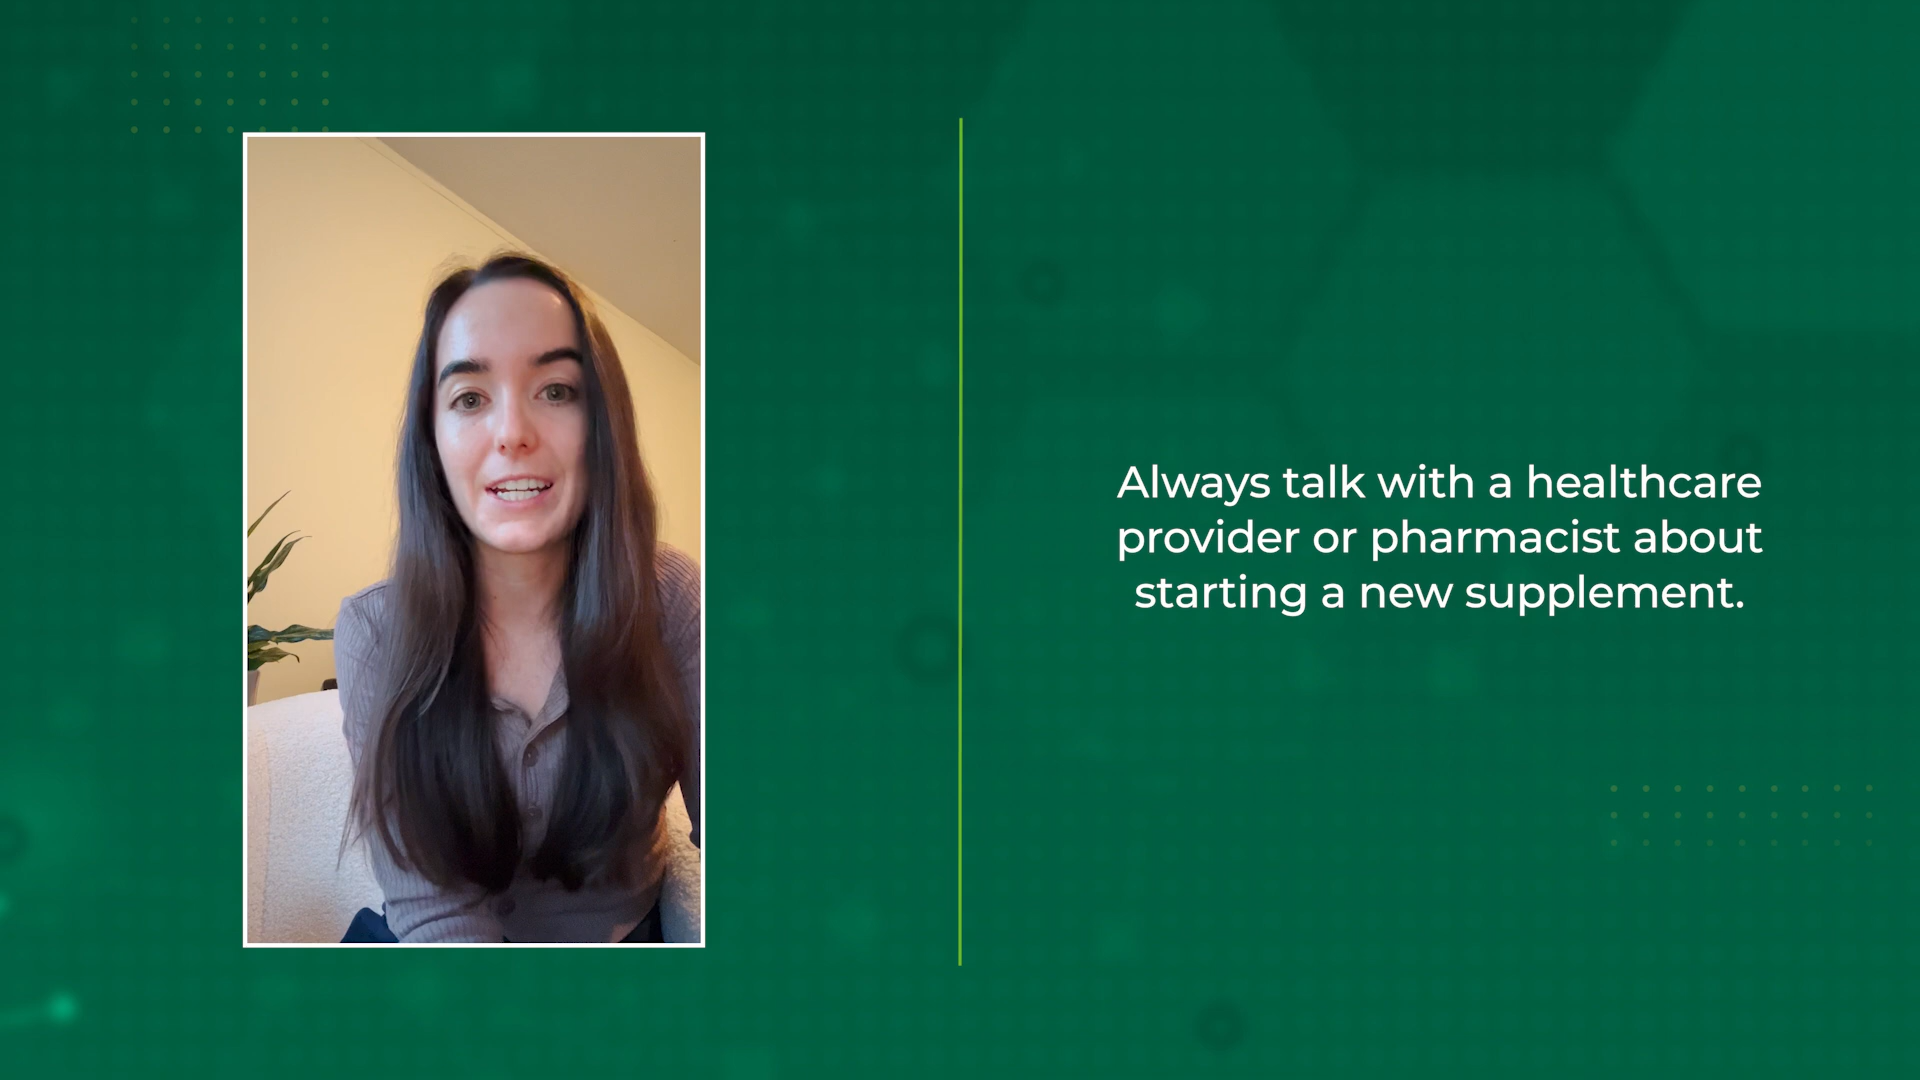 Always talk with a healthcare
provider or pharmacist about
starting a new supplement.